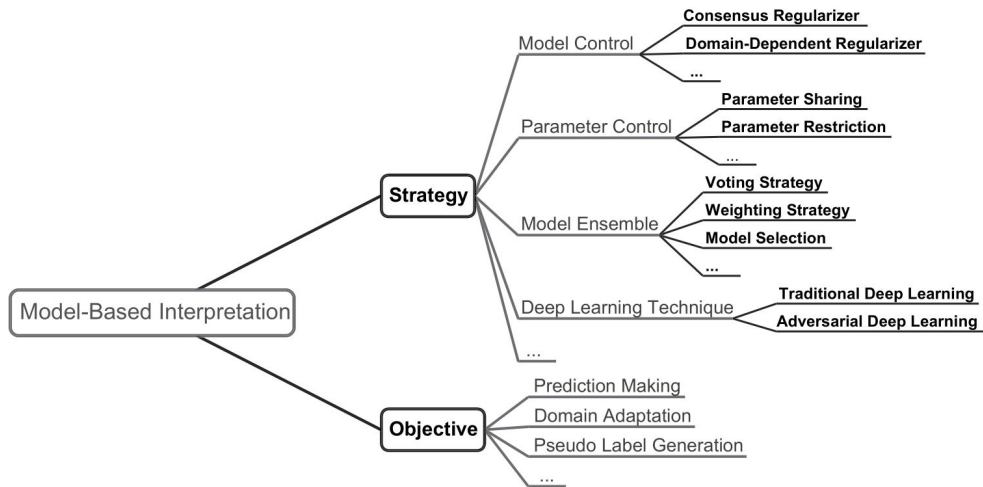 Model-Based Interpretation
Strategy
Model Control
Consensus Regularizer
Domain-Dependent Regularizer
...
Parameter Control
Parameter Sharing
Parameter Restriction
...
Model Ensemble
Voting Strategy
Weighting Strategy
Model Selection
...
Deep Learning Technique
Traditional Deep Learning
Adversarial Deep Learning
...
Objective
Prediction Making
Domain Adaptation
Pseudo Label Generation
...